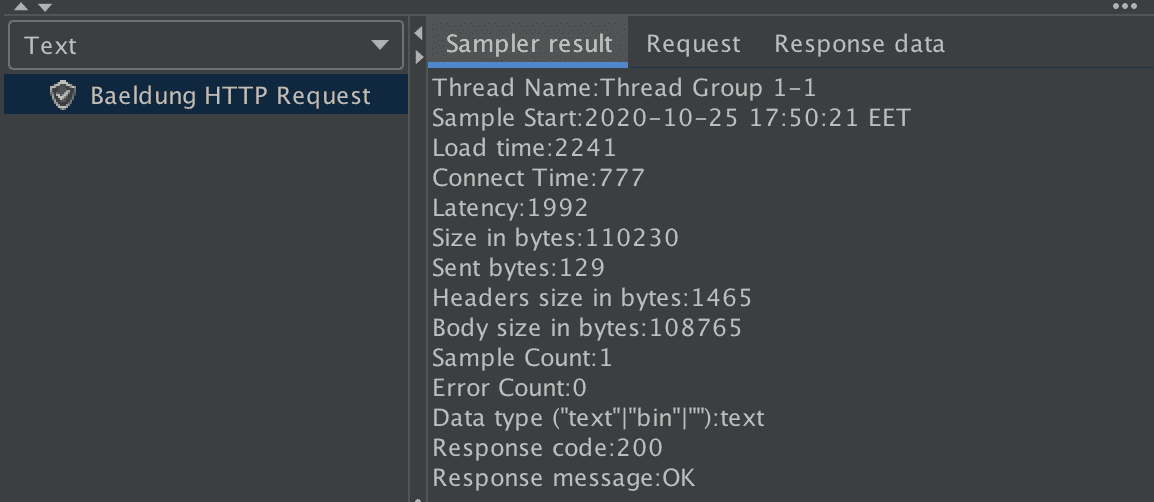 Text
Baeldung HTTP Request
Sampler result
Request
Response data
Thread Name:Thread Group 1-1
Sample Start:2020-10-25 17:50:21 EET
Load time:2241
Connect Time:777
Latency:1992
Size in bytes:110230
Sent bytes:129
Headers size in bytes:1465
Body size in bytes:108765
Sample Count:1
Error Count:0
Data type ("text"|"bin"|""):text
Response code:200
Response message:OK